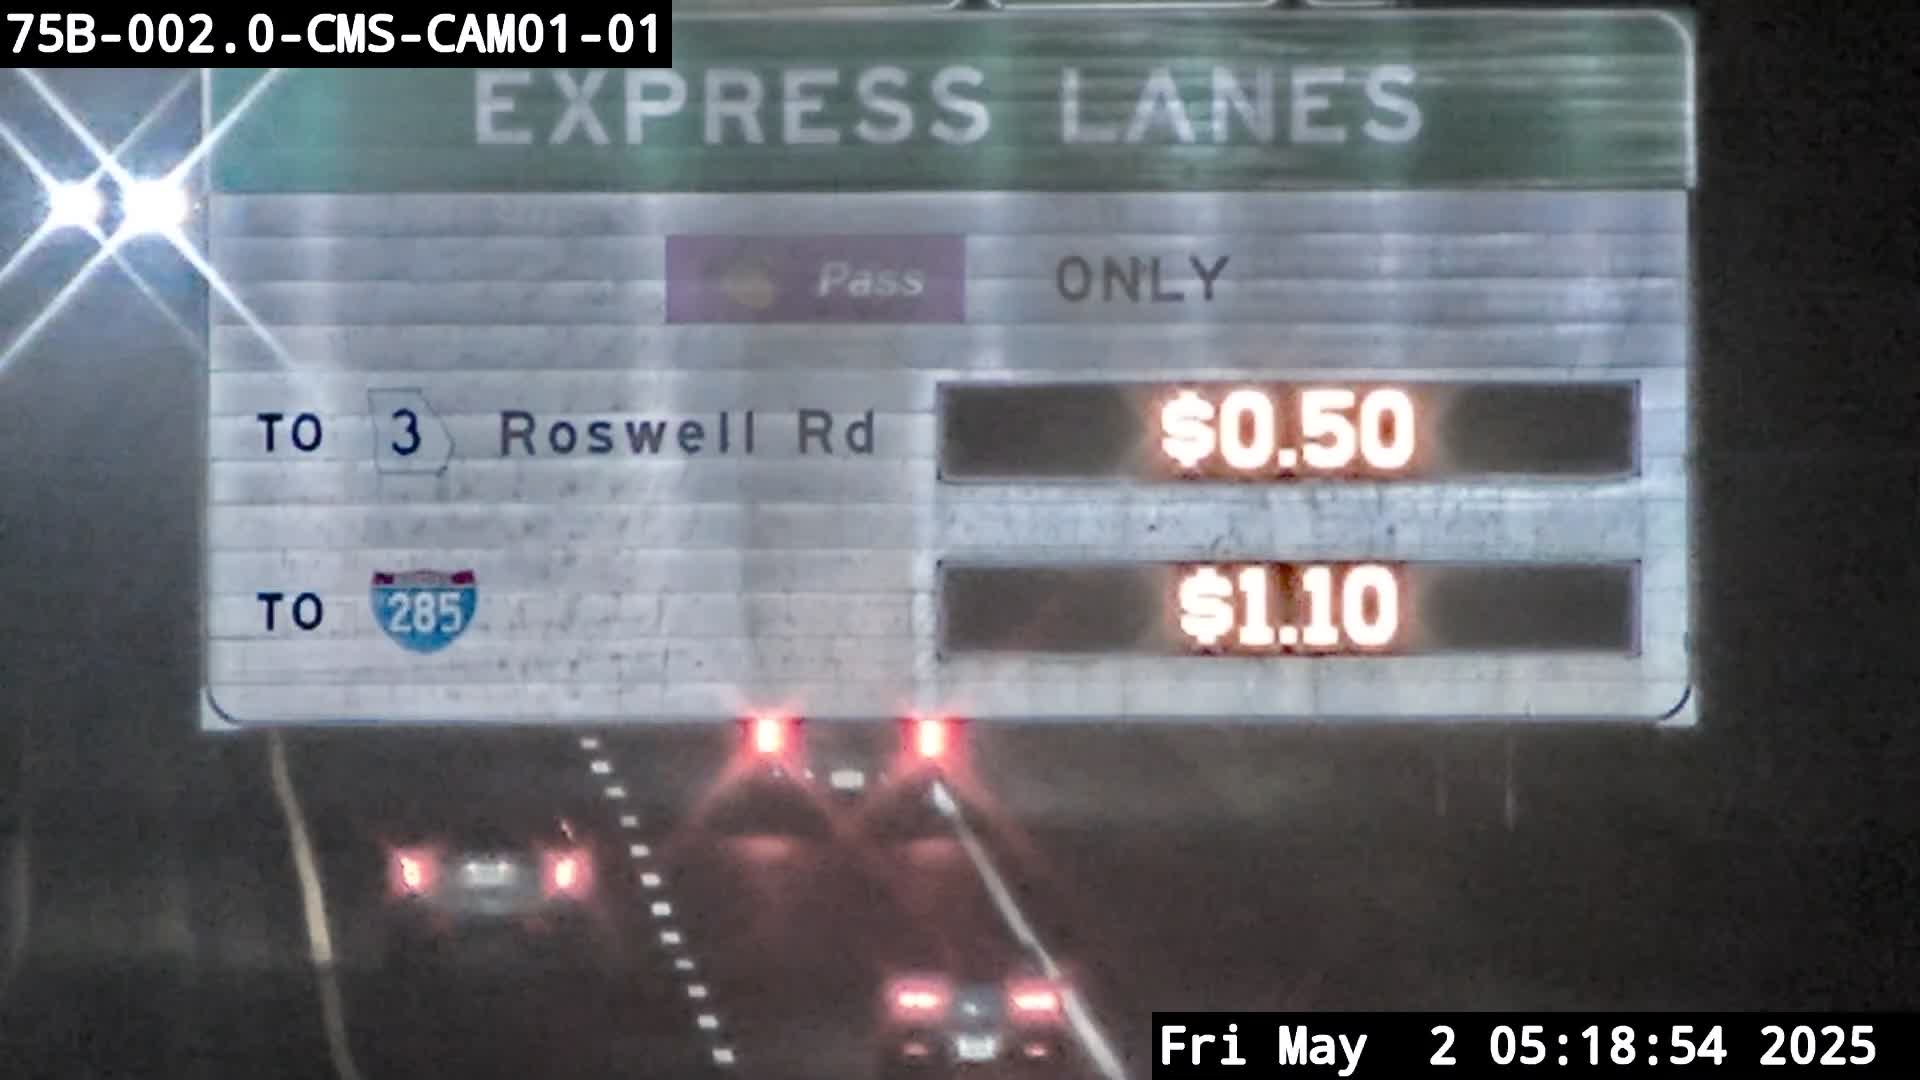 75B-002.0-CMS-CAM01-01
EXPRESS LANES
Pass ONLY
TO 3 Roswell Rd $0.50
TO 285 $1.10
Fri May 2 05:18:54 2025